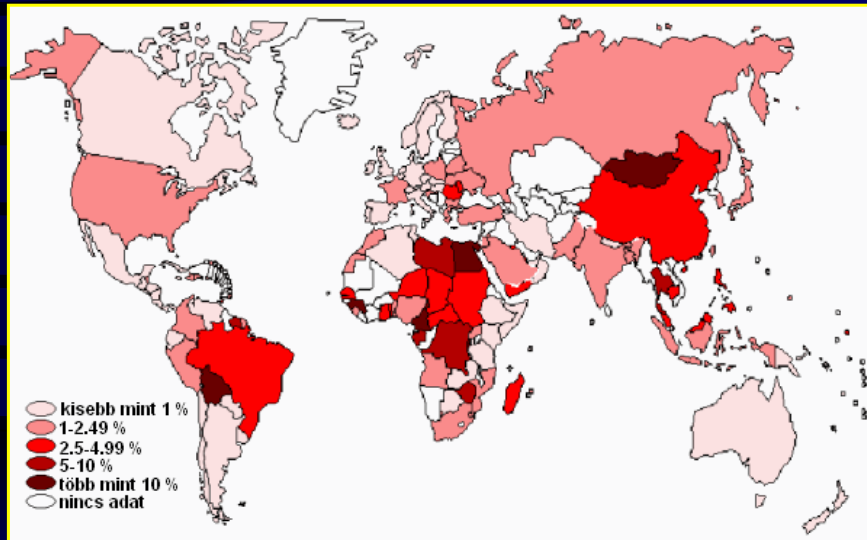 kisebb mint 1 %
1-2.49 %
2.5-4.99 %
5-10 %
több mint 10 %
nincs adat